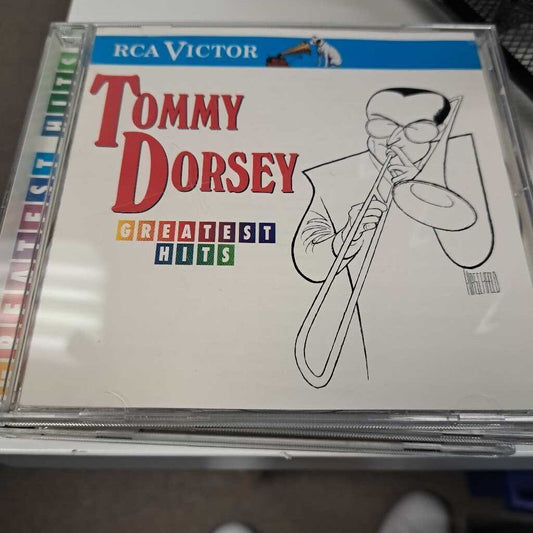 RCA VICTOR
TOMMY
DORSEY
GREATEST
HITS
HIRSCHFELD
GREATEST HITS